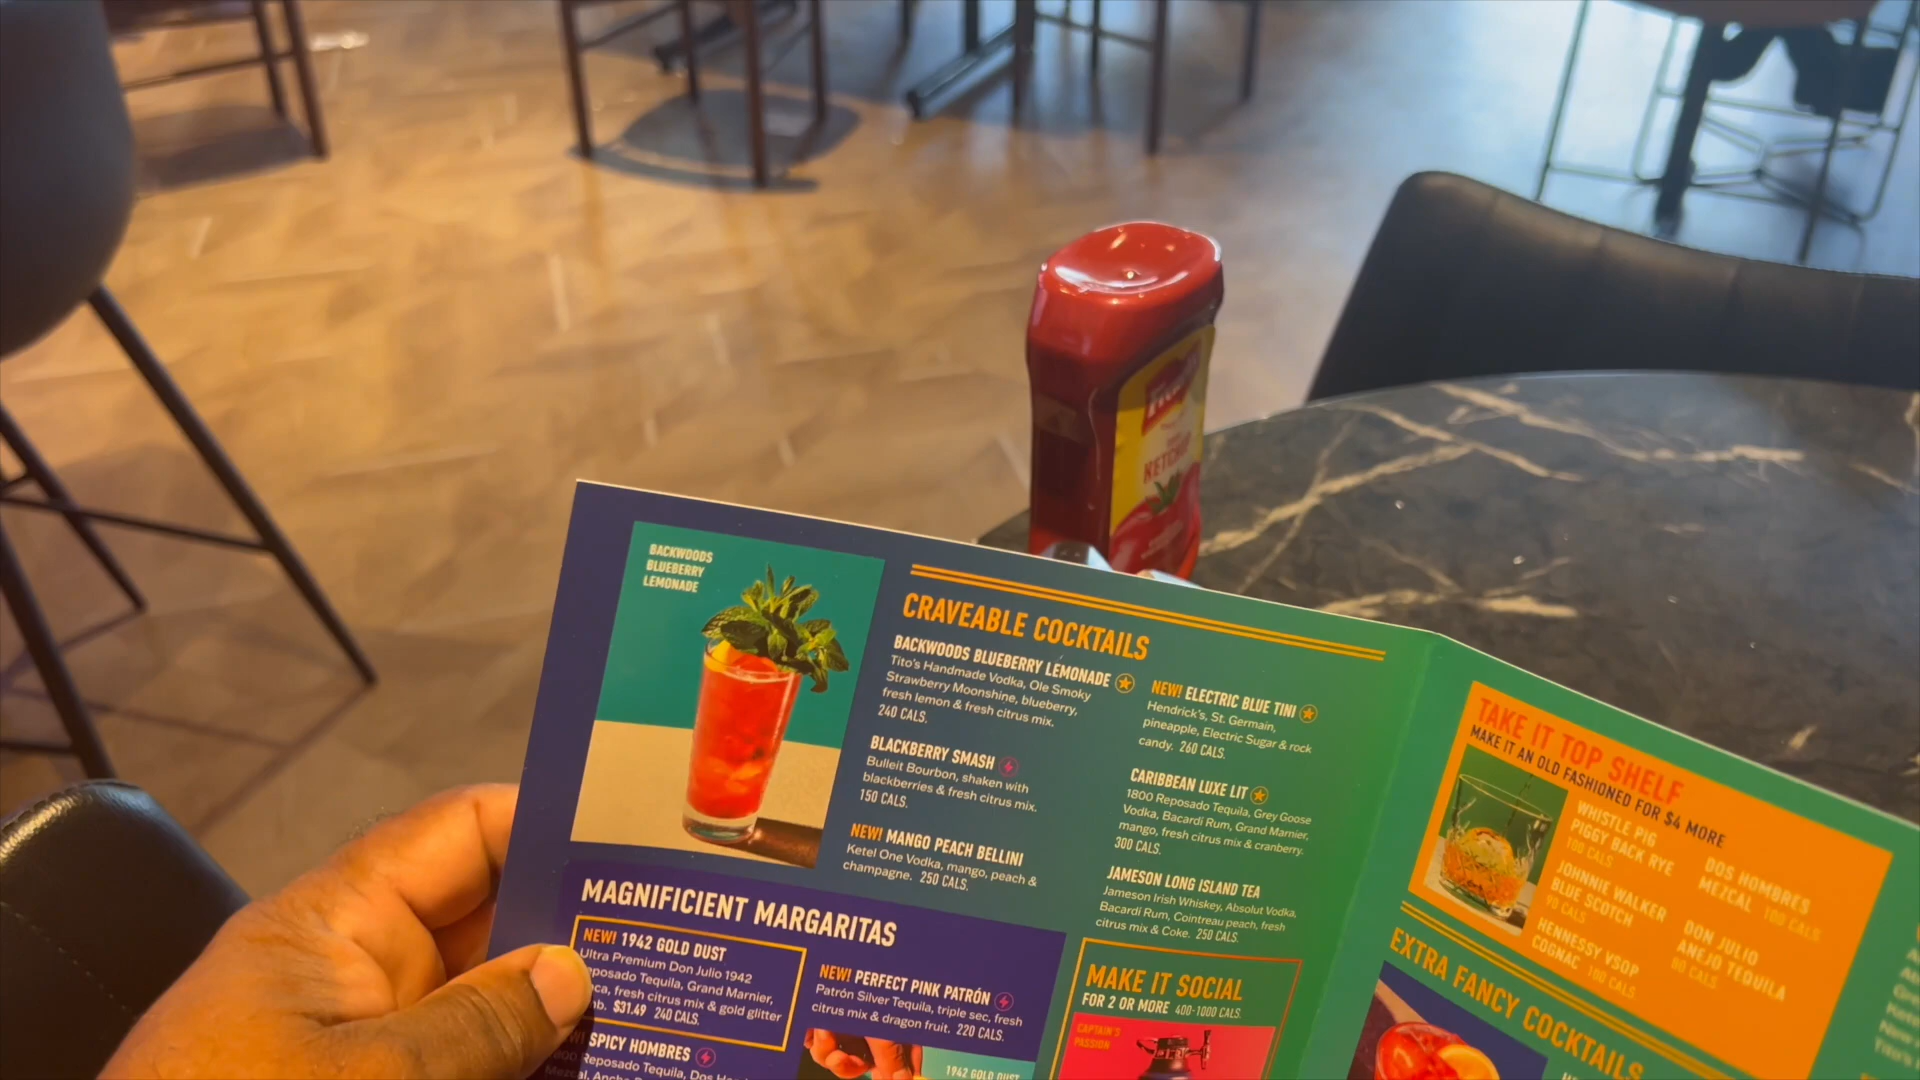 KETCHUP
BACKWOODS
BLUEBERRY
LEMONADE
CRAVEABLE COCKTAILS
BACKWOODS BLUEBERRY LEMONADE
Tito's Handmade Vodka, Ole Smoky
Strawberry Moonshine, blueberry,
fresh lemon & fresh citrus mix.
240 CALS.
BLACKBERRY SMASH
Bulleit Bourbon, shaken with
blackberries & fresh citrus mix.
150 CALS.
NEW! MANGO PEACH BELLINI
Ketel One Vodka, mango, peach &
champagne. 250 CALS.
NEW! ELECTRIC BLUE TINI
Hendrick's, St. Germain,
pineapple, Electric Sugar & rock
candy. 260 CALS.
CARIBBEAN LUXE LIT
1800 Reposado Tequila, Grey Goose
Vodka, Bacardi Rum, Grand Marnier,
mango, fresh citrus mix & cranberry.
300 CALS.
JAMESON LONG ISLAND TEA
Jameson Irish Whiskey, Absolut Vodka,
Bacardi Rum, Cointreau peach, fresh
citrus mix & Coke. 250 CALS.
MAGNIFICIENT MARGARITAS
NEW! 1942 GOLD DUST
Ultra Premium Don Julio 1942
Tequila, Grand Marnier,
fresh citrus mix & gold glitter
$31.49 240 CALS.
SPICY HOMBRES
Reposado Tequila, Dos
NEW! PERFECT PINK PATRÓN
Patrón Silver Tequila, triple sec, fresh
citrus mix & dragon fruit. 220 CALS.
1942 GOLD DUST
MAKE IT SOCIAL
FOR 2 OR MORE 400-1000 CALS.
CAPTAIN'S
PASSION
TAKE IT TOP SHELF
MAKE IT AN OLD FASHIONED FOR $4 MORE
WHISTLE PIG
PIGGY BACK RYE
100 CALS
JOHNNIE WALKER
BLUE SCOTCH
90 CALS
HENNESSY VSOP
COGNAC 100 CALS
DOS HOMBRES
MEZCAL 100 CALS
DON JULIO
ANEJO TEQUILA
80 CALS
EXTRA FANCY COCKTAILS